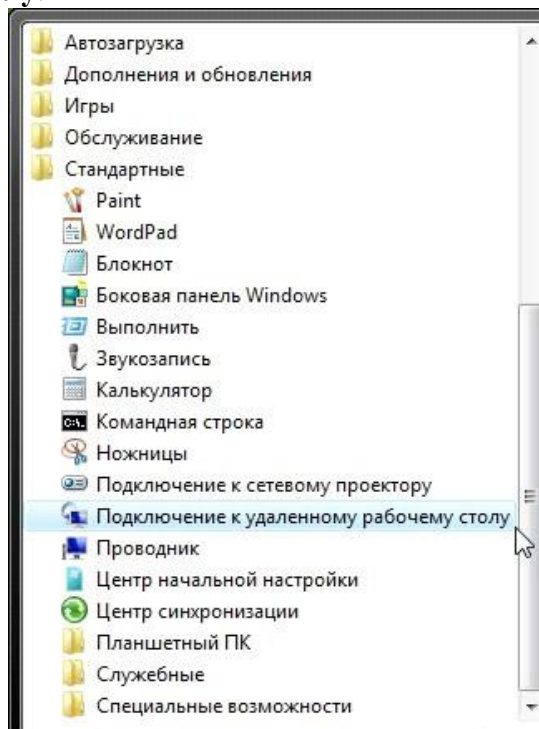 Автозагрузка
Дополнения и обновления
Игры
Обслуживание
Стандартные
Paint
WordPad
Блокнот
Боковая панель Windows
Выполнить
Звукозапись
Калькулятор
Командная строка
Ножницы
Подключение к сетевому проектору
Подключение к удаленному рабочему столу
Проводник
Центр начальной настройки
Центр синхронизации
Планшетный ПК
Служебные
Специальные возможности